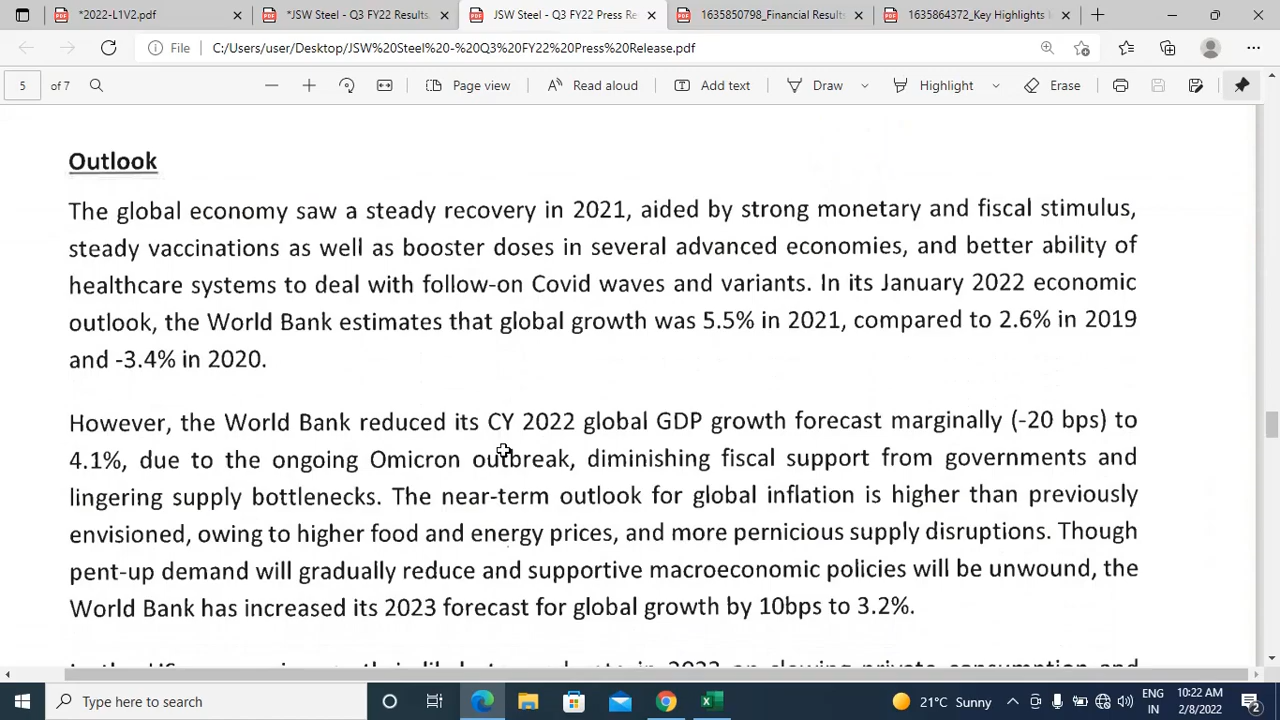 *2022-L1V2.pdf
*JSW Steel - Q3 FY22 Results,
JSW Steel - Q3 FY22 Press Re
1635850798_Financial Results
1635864372_Key Highlights
File
C:/Users/user/Desktop/JSW%20Steel%20-%20Q3%20FY22%20Press%20Release.pdf
5 of 7
Page view
Read aloud
Add text
Draw
Highlight
Erase
Outlook
The global economy saw a steady recovery in 2021, aided by strong monetary and fiscal stimulus,
steady vaccinations as well as booster doses in several advanced economies, and better ability of
healthcare systems to deal with follow-on Covid waves and variants. In its January 2022 economic
outlook, the World Bank estimates that global growth was 5.5% in 2021, compared to 2.6% in 2019
and -3.4% in 2020.
However, the World Bank reduced its CY 2022 global GDP growth forecast marginally (-20 bps) to
4.1%, due to the ongoing Omicron outbreak, diminishing fiscal support from governments and
lingering supply bottlenecks. The near-term outlook for global inflation is higher than previously
envisioned, owing to higher food and energy prices, and more pernicious supply disruptions. Though
pent-up demand will gradually reduce and supportive macroeconomic policies will be unwound, the
World Bank has increased its 2023 forecast for global growth by 10bps to 3.2%.
Type here to search
21°C Sunny
ENG
IN
10:22 AM
2/8/2022
2